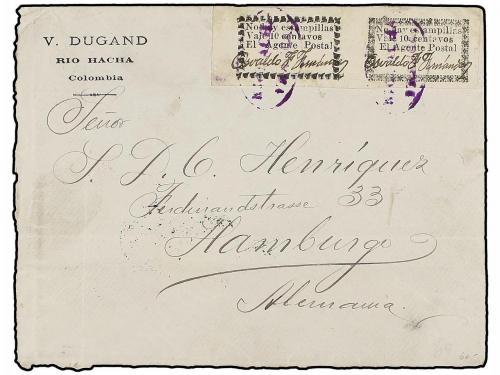 V. DUGAND
RIO HACHA
Colombia
No hay estampillas
Vale 10 centavos
El Agente Postal
No hay estampillas
Vale 10 centavos
El Agente Postal
Señor
S. D. C. Henríquez
Ferdinandstrasse 33
Hamburgo
Alemania.